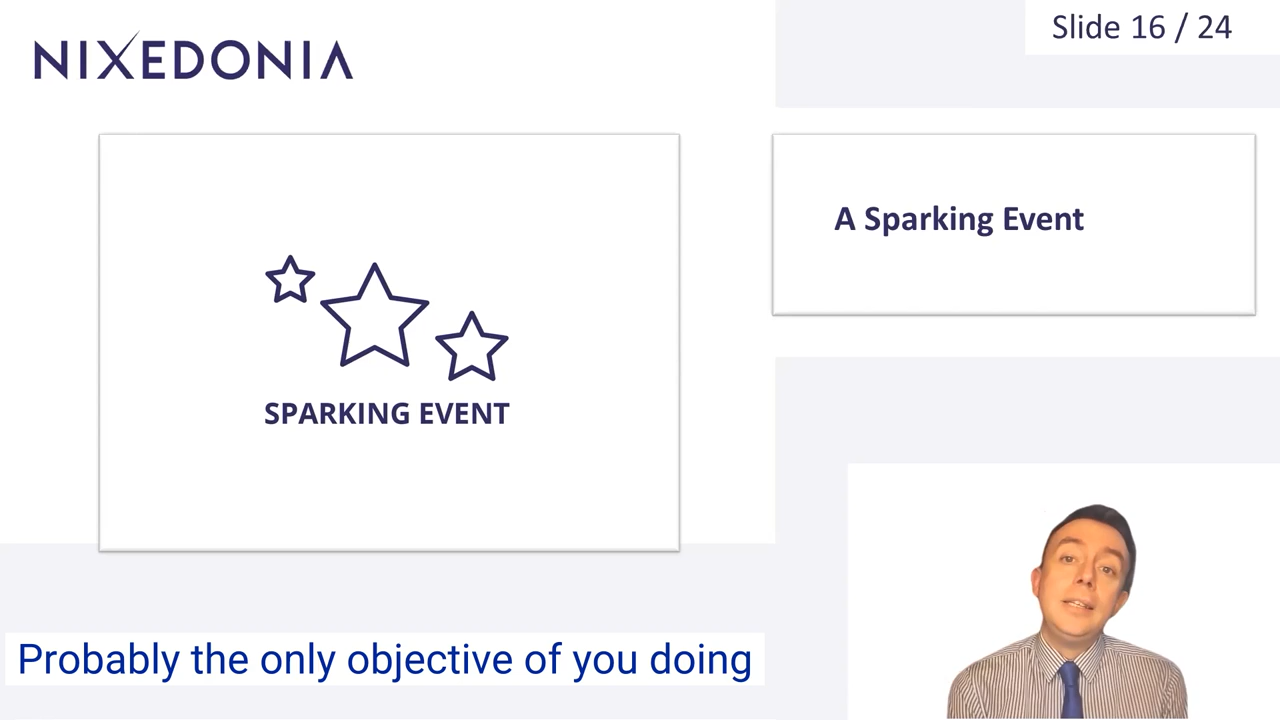 NIXEDONIA
Slide 16 / 24
SPARKING EVENT
A Sparking Event
Probably the only objective of you doing